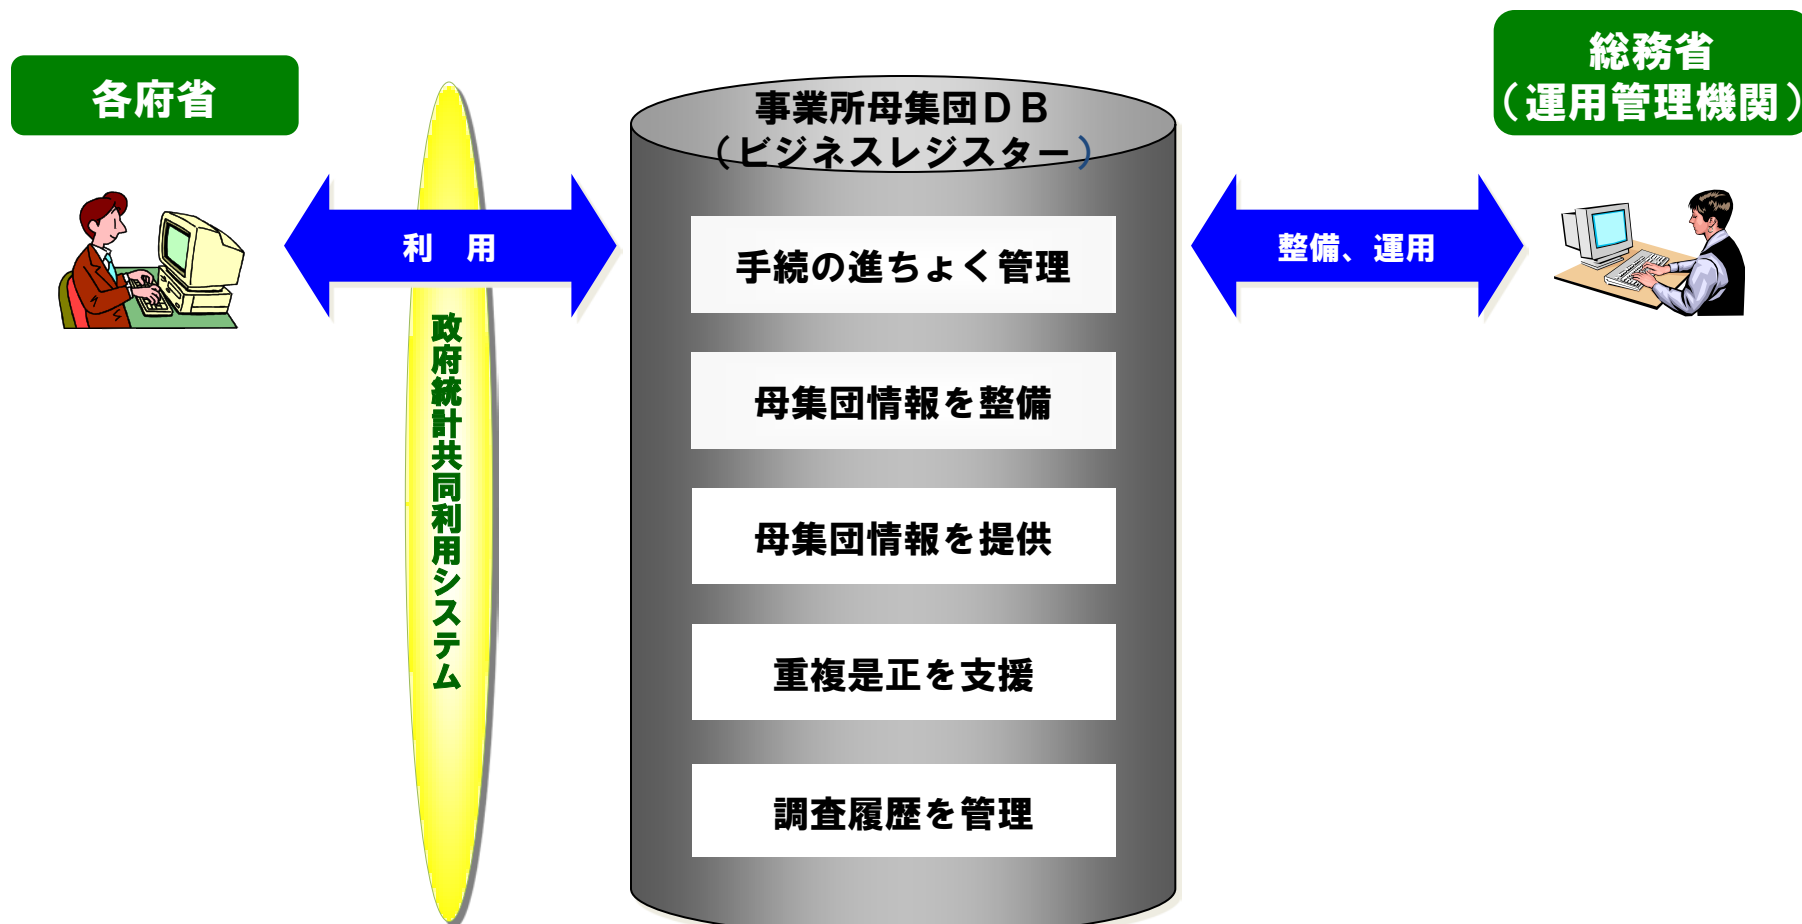 各府省
総務省
（運用管理機関）
事業所母集団ＤＢ
（ビジネスレジスター）
利　用
整備、運用
政府統計共同利用システム
手続の進ちょく管理
母集団情報を整備
母集団情報を提供
重複是正を支援
調査履歴を管理